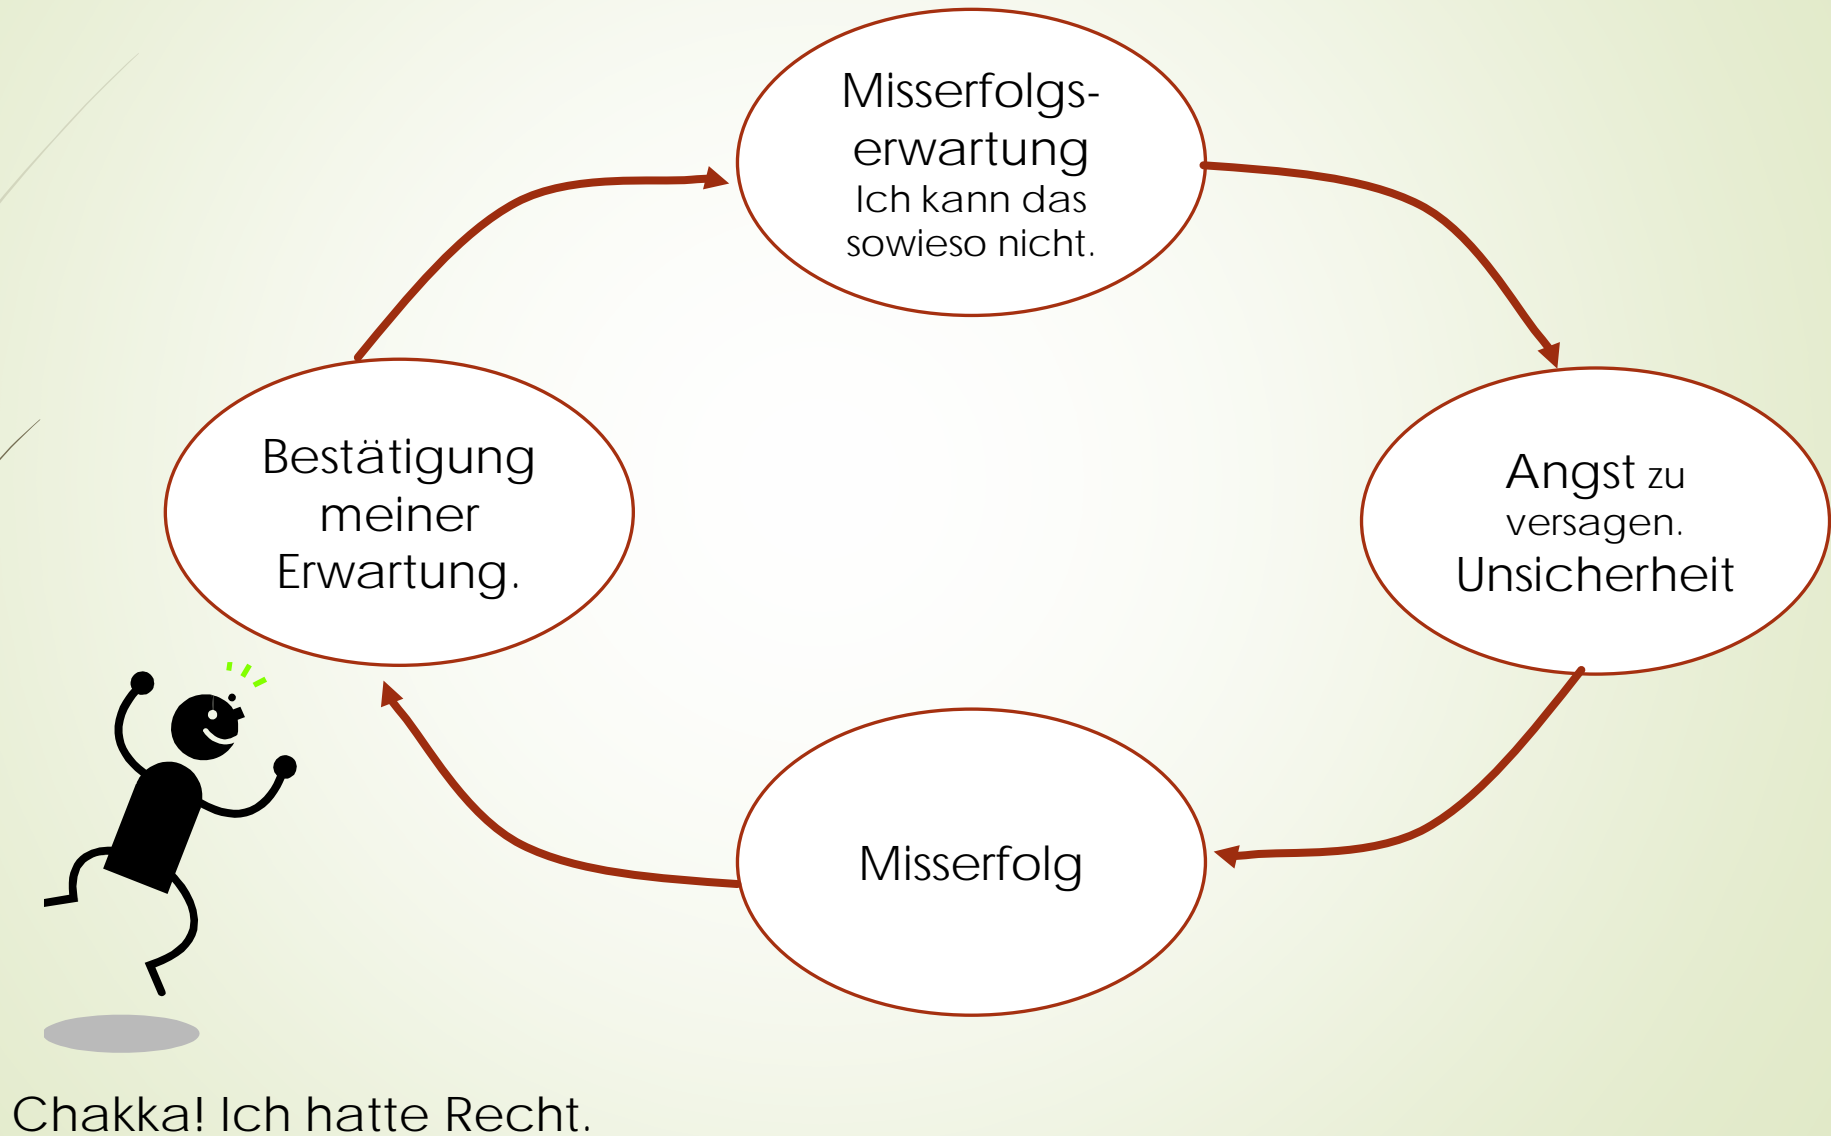 Misserfolgs-
erwartung
Ich kann das
sowieso nicht.
Angst zu
versagen.
Unsicherheit
Misserfolg
Bestätigung
meiner
Erwartung.
Chakka! Ich hatte Recht.